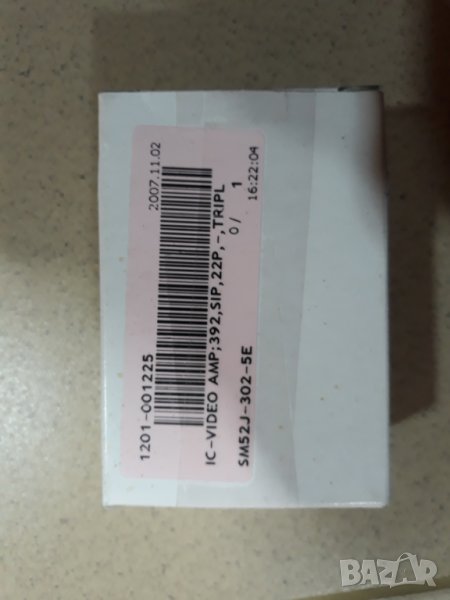 1201-001225 2007.11.02
IC-VIDEO AMP;392,SIP,22P,-,TRIPL
0/ 1
SM52J-302-5E 16:22:04
BAZAR